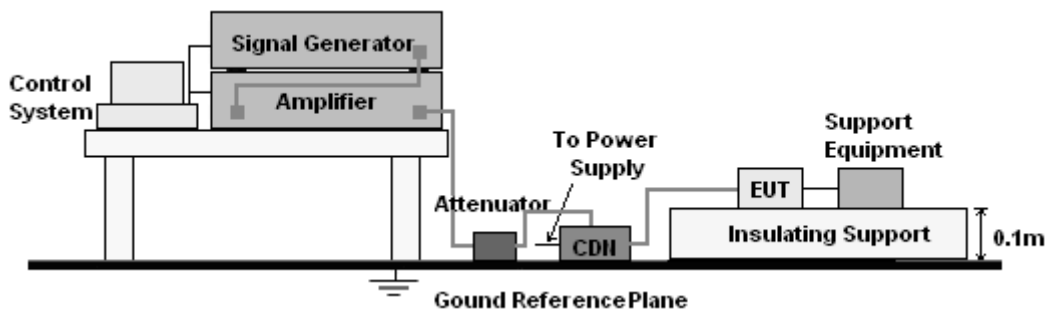 Signal Generator
Control
System
Amplifier
To Power
Supply
Support
Equipment
Attenuator
EUT
CDN
Insulating Support
0.1m
Gound Reference Plane